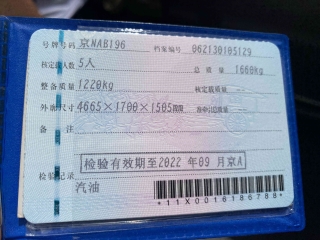 号牌号码 京NAB196 档案编号 062130105129
核定载人数 5人 总质量 1660kg
整备质量 1220kg 核定载质量 --
外廓尺寸 4665×1700×1505mm 准牵引总质量 --
备注
检验有效期至2022年09月京A
检验记录
汽油
*11X0016186788*